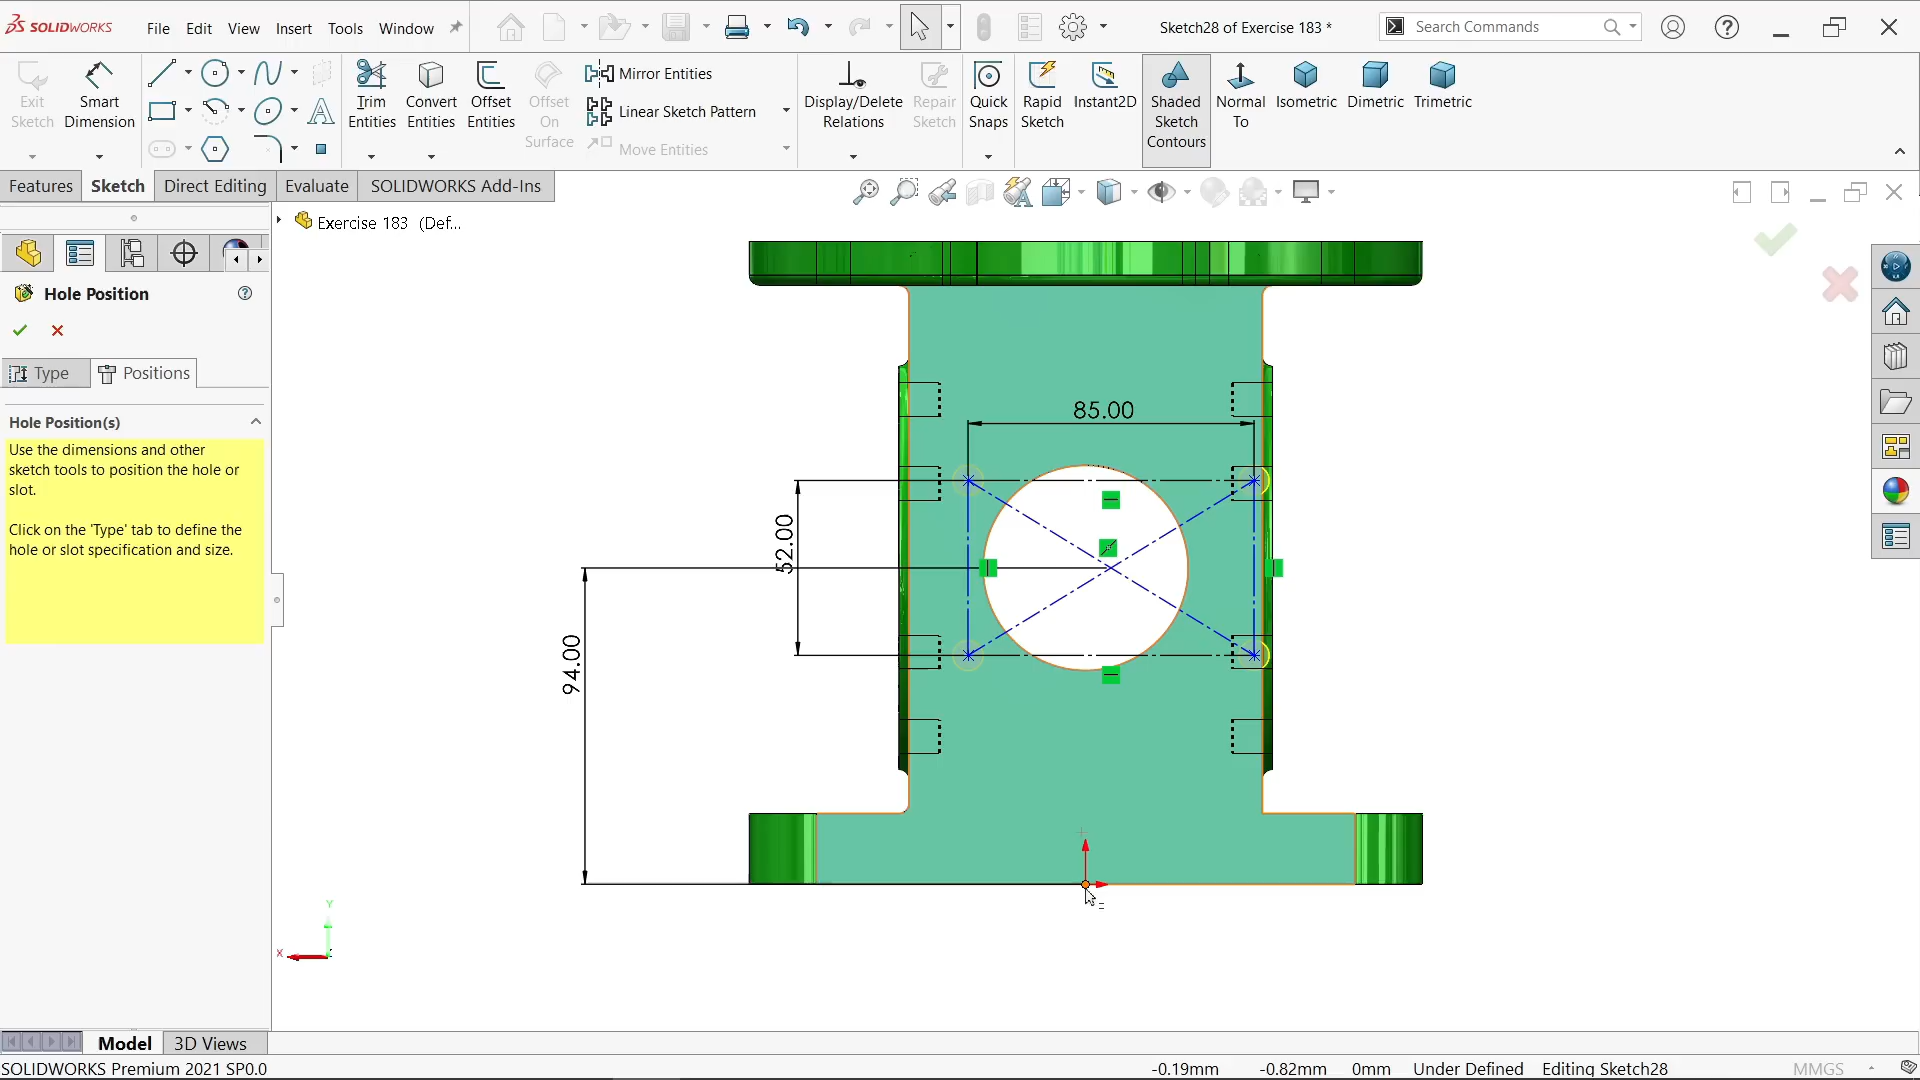 SOLIDWORKS File Edit View Insert Tools Window Sketch28 of Exercise 183 * Search Commands
Exit Sketch
Smart Dimension
Trim Entities
Convert Entities
Offset Entities
Offset On Surface
Mirror Entities
Linear Sketch Pattern
Move Entities
Display/Delete Relations
Repair Sketch
Quick Snaps
Rapid Sketch
Instant2D
Shaded Sketch Contours
Normal To
Isometric
Dimetric
Trimetric
Features Sketch Direct Editing Evaluate SOLIDWORKS Add-Ins
Exercise 183 (Def...
Hole Position
Type Positions
Hole Position(s)
Use the dimensions and other
sketch tools to position the hole or
slot.
Click on the 'Type' tab to define the
hole or slot specification and size.
85.00
52.00
94.00
Y
X
Model 3D Views
SOLIDWORKS Premium 2021 SP0.0 -0.19mm -0.82mm 0mm Under Defined Editing Sketch28 MMGS